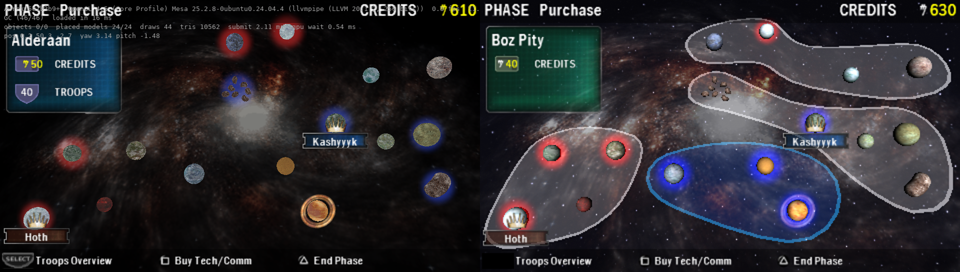 PHASE Purchase
CREDITS 610
Alderaan
50 CREDITS
40 TROOPS
Kashyyyk
Hoth
SELECT Troops Overview
Buy Tech/Comm
End Phase
PHASE Purchase
CREDITS 630
Boz Pity
40 CREDITS
Kashyyyk
Hoth
Troops Overview
Buy Tech/Comm
End Phase